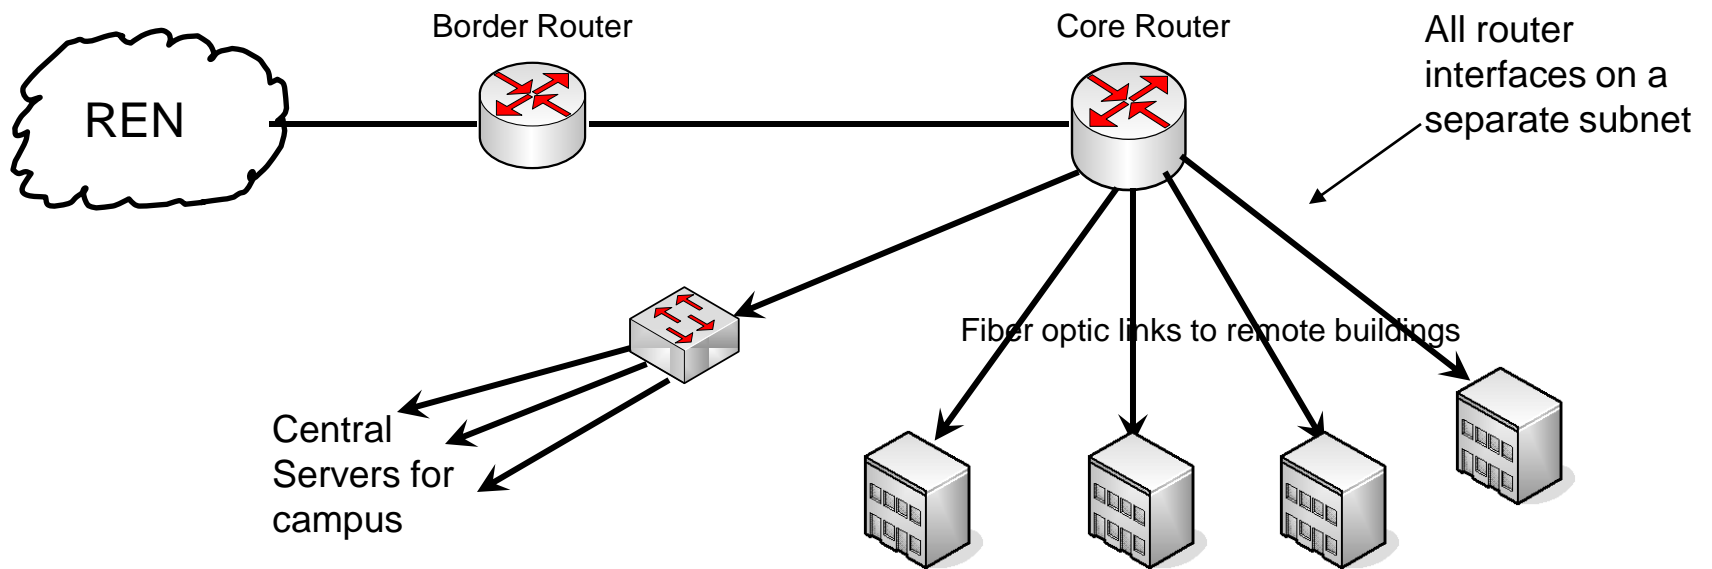 Border Router
Core Router
All router
interfaces on a
separate subnet
REN
Fiber optic links to remote buildings
Central
Servers for
campus